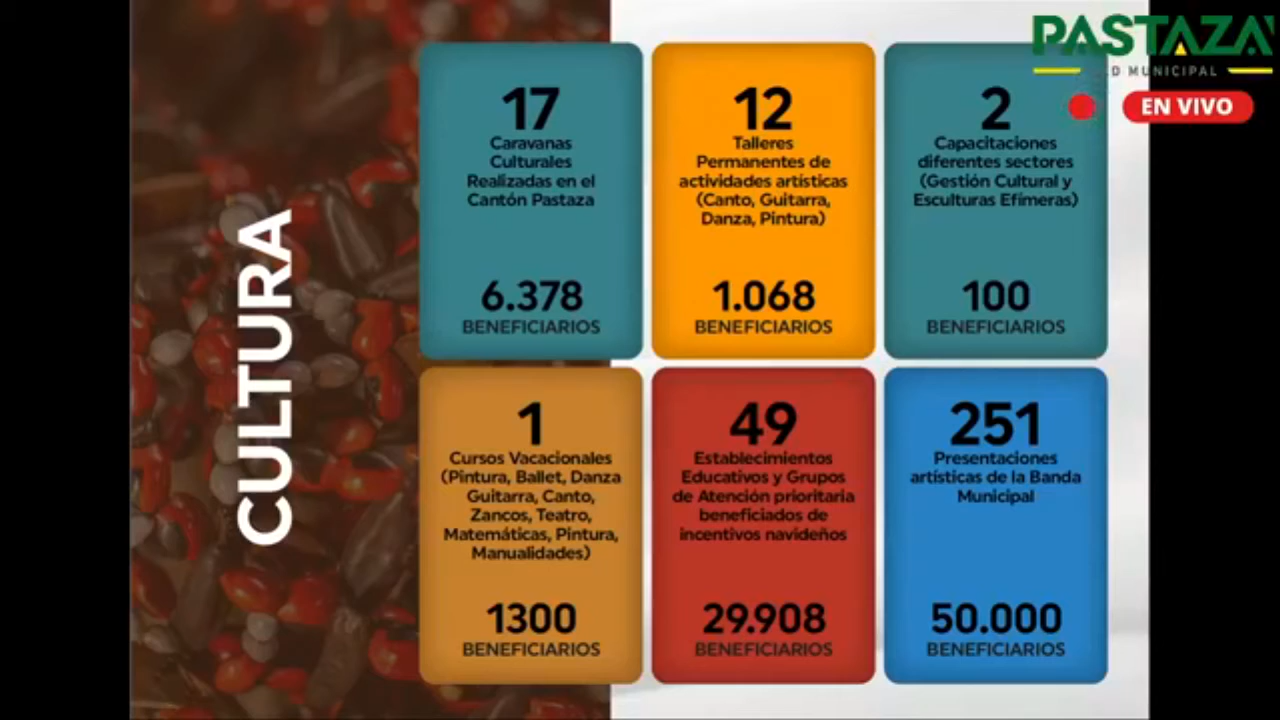 PASTAZA
D MUNICIPAL
EN VIVO
CULTURA
17
Caravanas
Culturales
Realizadas en el
Cantón Pastaza
6.378
BENEFICIARIOS
12
Talleres
Permanentes de
actividades artísticas
(Canto, Guitarra,
Danza, Pintura)
1.068
BENEFICIARIOS
2
Capacitaciones
diferentes sectores
(Gestión Cultural y
Esculturas Efímeras)
100
BENEFICIARIOS
1
Cursos Vacacionales
(Pintura, Ballet, Danza
Guitarra, Canto,
Zancos, Teatro,
Matemáticas, Pintura,
Manualidades)
1300
BENEFICIARIOS
49
Establecimientos
Educativos y Grupos
de Atención prioritaria
beneficiados de
incentivos navideños
29.908
BENEFICIARIOS
251
Presentaciones
artísticas de la Banda
Municipal
50.000
BENEFICIARIOS